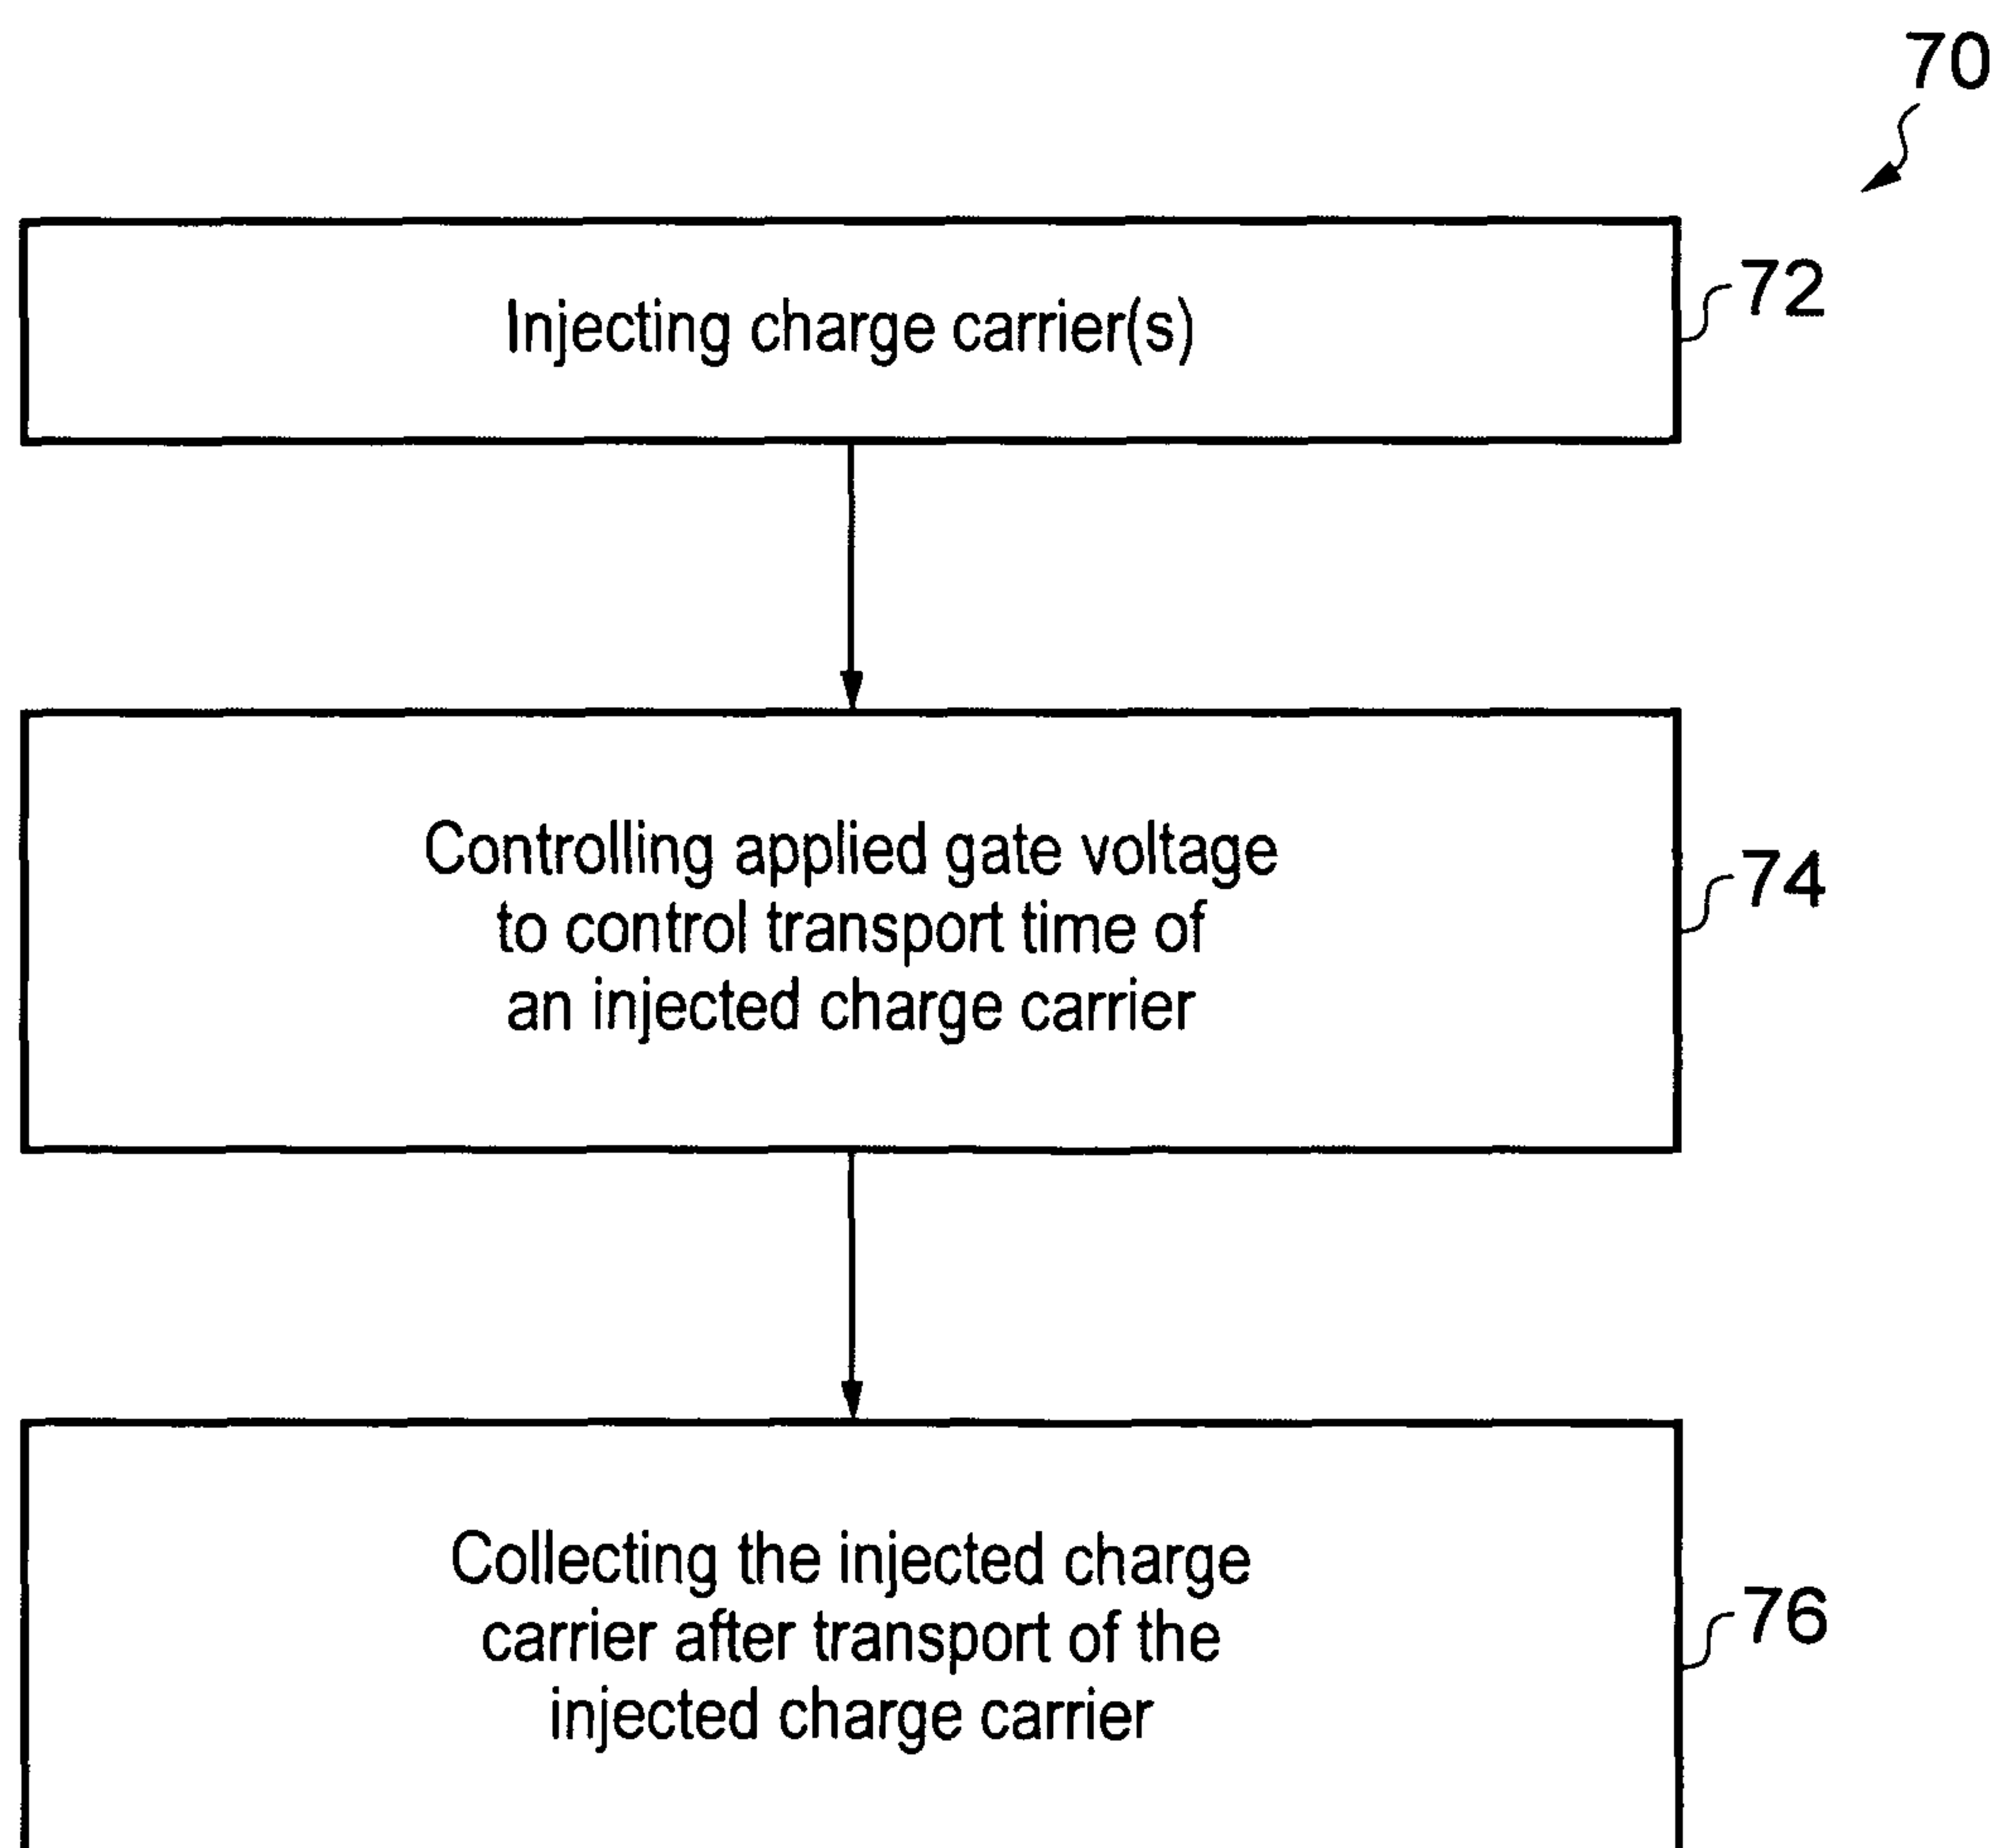 70
Injecting charge carrier(s)
72
Controlling applied gate voltage
to control transport time of
an injected charge carrier
74
Collecting the injected charge
carrier after transport of the
injected charge carrier
76